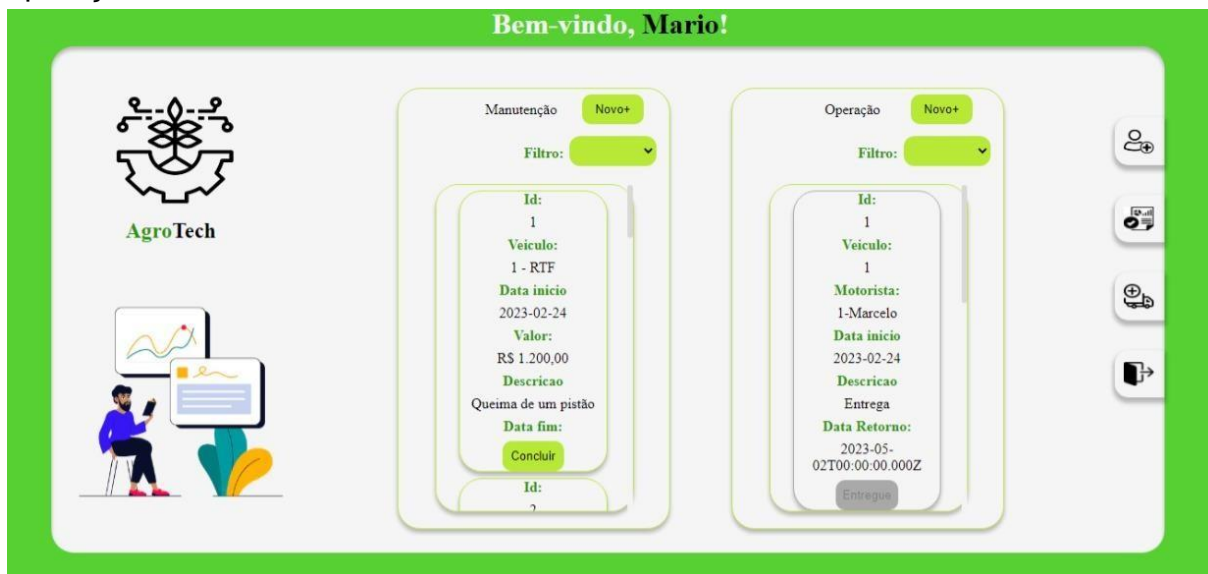 Bem-vindo, Mario!
AgroTech
Manutenção Novo+
Filtro:
Id:
1
Veiculo:
1 - RTF
Data inicio
2023-02-24
Valor:
R$ 1.200,00
Descricao
Queima de um pistão
Data fim:
Concluir
Id:
2
Operação Novo+
Filtro:
Id:
1
Veiculo:
1
Motorista:
1-Marcelo
Data inicio
2023-02-24
Descricao
Entrega
Data Retorno:
2023-05-
02T00:00:00.000Z
Entregue